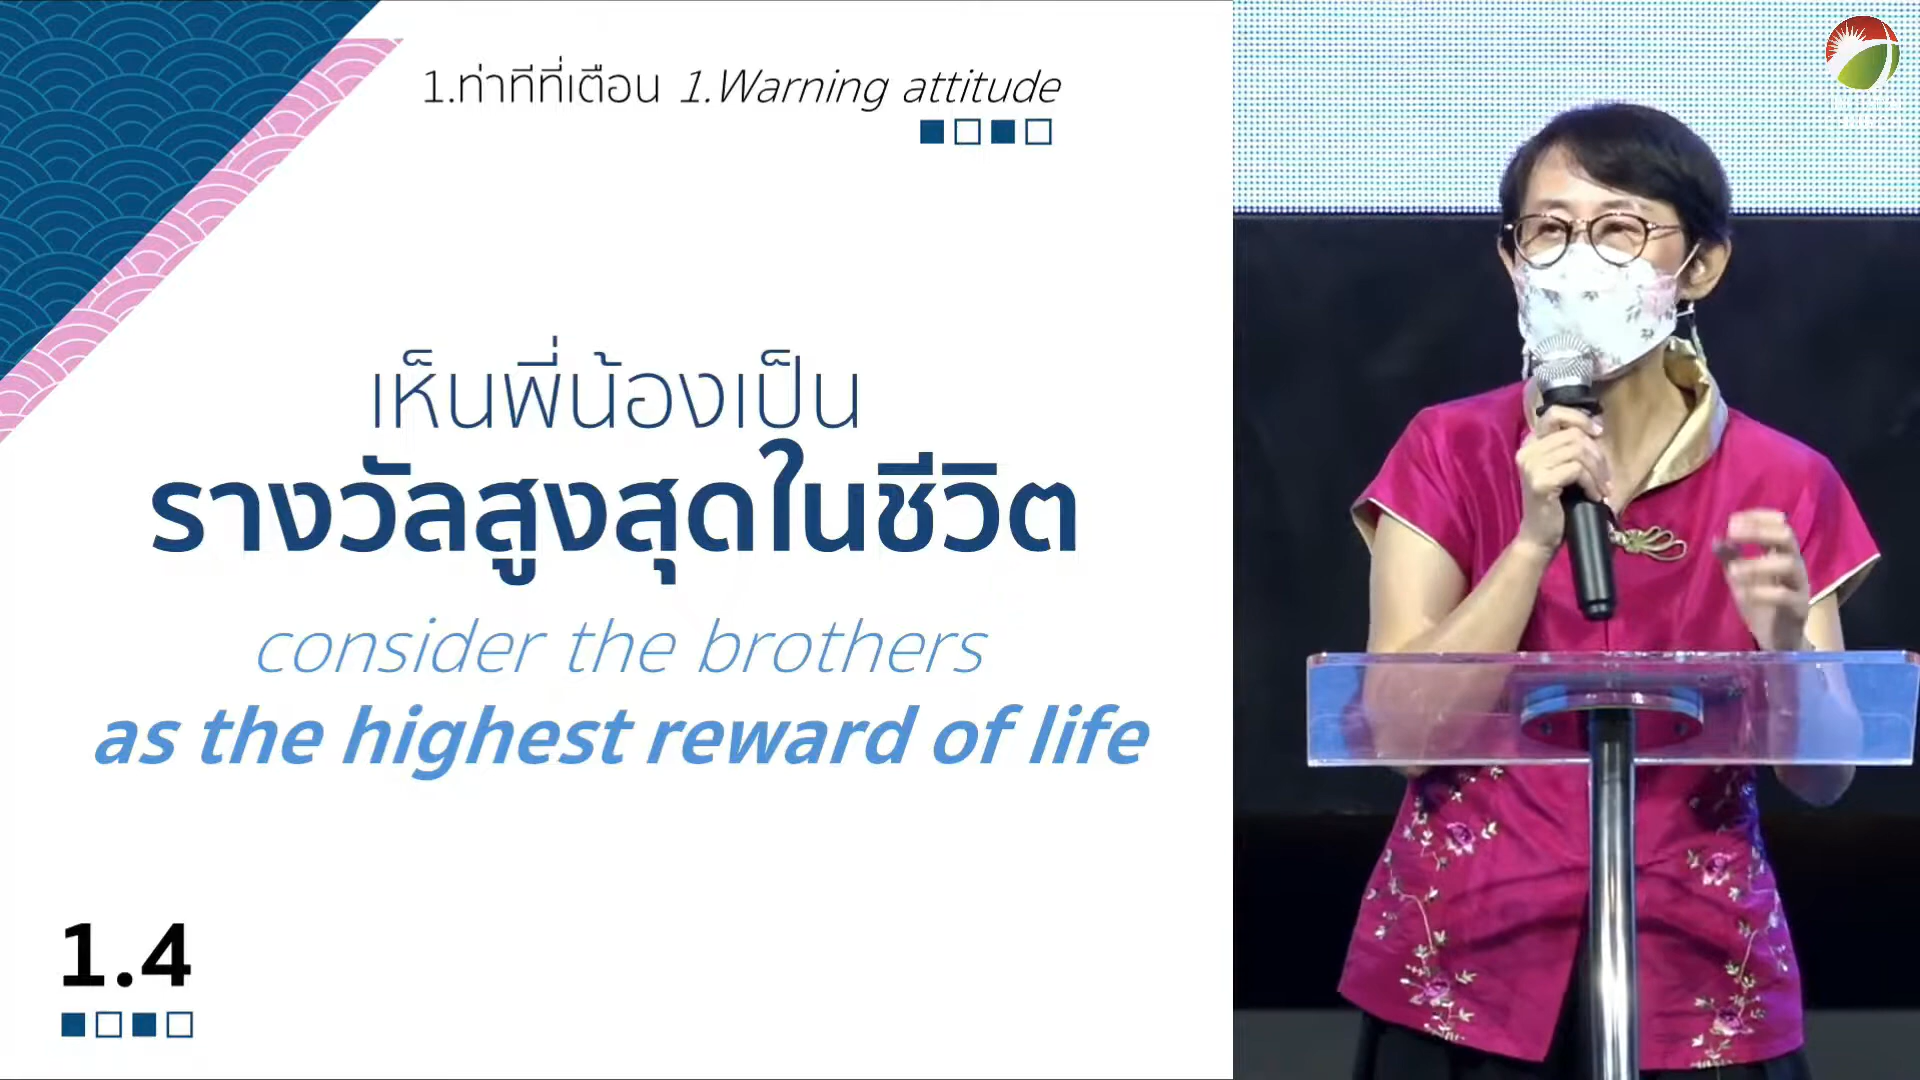 1.ท่าทีที่เตือน 1.Warning attitude
เห็นพี่น้องเป็น
รางวัลสูงสุดในชีวิต
consider the brothers
as the highest reward of life
1.4